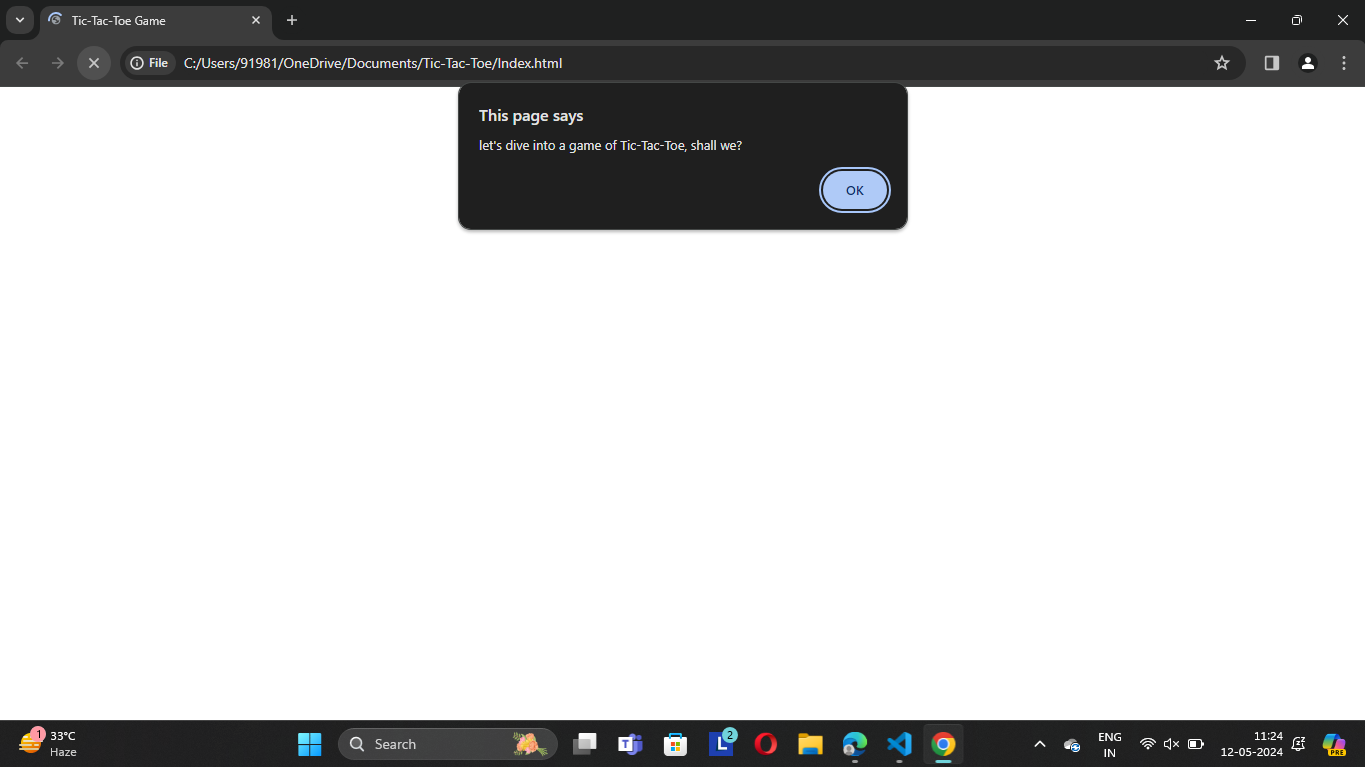 Tic-Tac-Toe Game
File C:/Users/91981/OneDrive/Documents/Tic-Tac-Toe/Index.html
This page says
let's dive into a game of Tic-Tac-Toe, shall we?
OK
1
33°C
Haze
Search
T
L
2
ENG
IN
11:24
12-05-2024
PRE